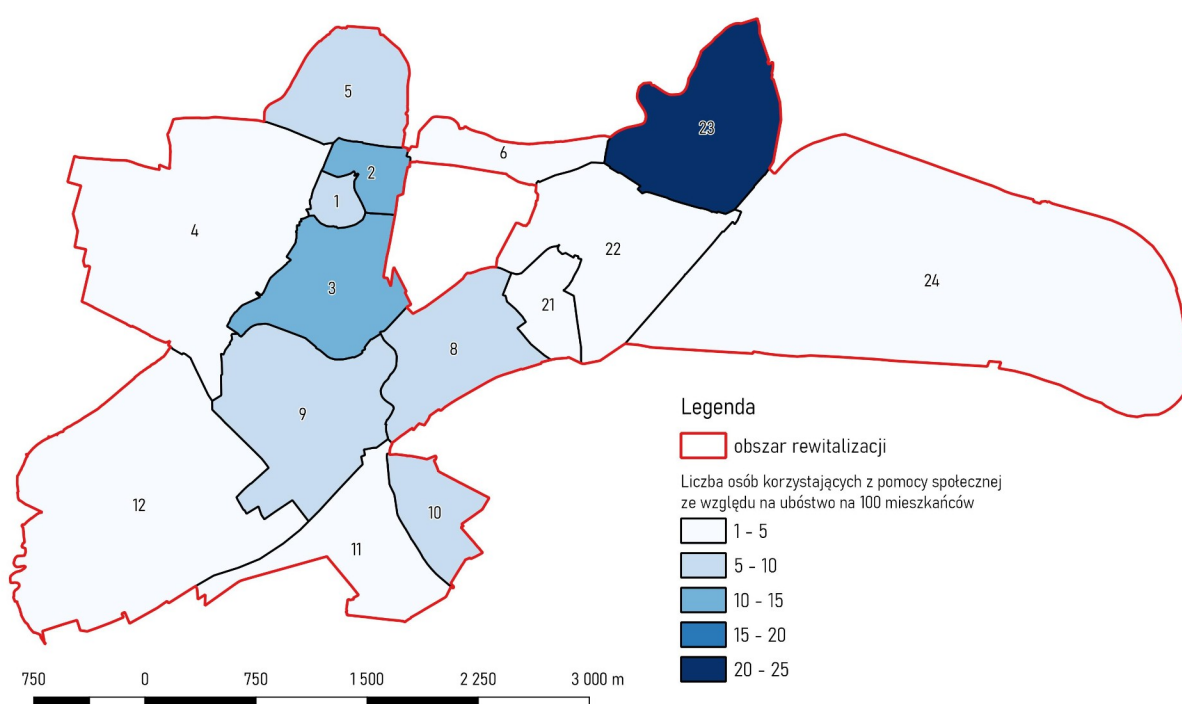 5
23
6
2
1
4
22
24
3
21
8
9
12
10
11
Legenda
obszar rewitalizacji
Liczba osób korzystających z pomocy społecznej
ze względu na ubóstwo na 100 mieszkańców
1 - 5
5 - 10
10 - 15
15 - 20
20 - 25
750 0 750 1 500 2 250 3 000 m